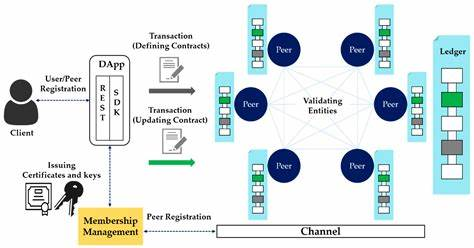 Transaction
(Defining Contracts)
Peer
Peer
Ledger
DApp
User/Peer
Registration
REST
SDK
Client
Peer
Validating
Entities
Peer
Transaction
(Updating Contract)
Issuing
Certificates and keys
Peer
Peer
Membership
Management
Peer Registration
Channel